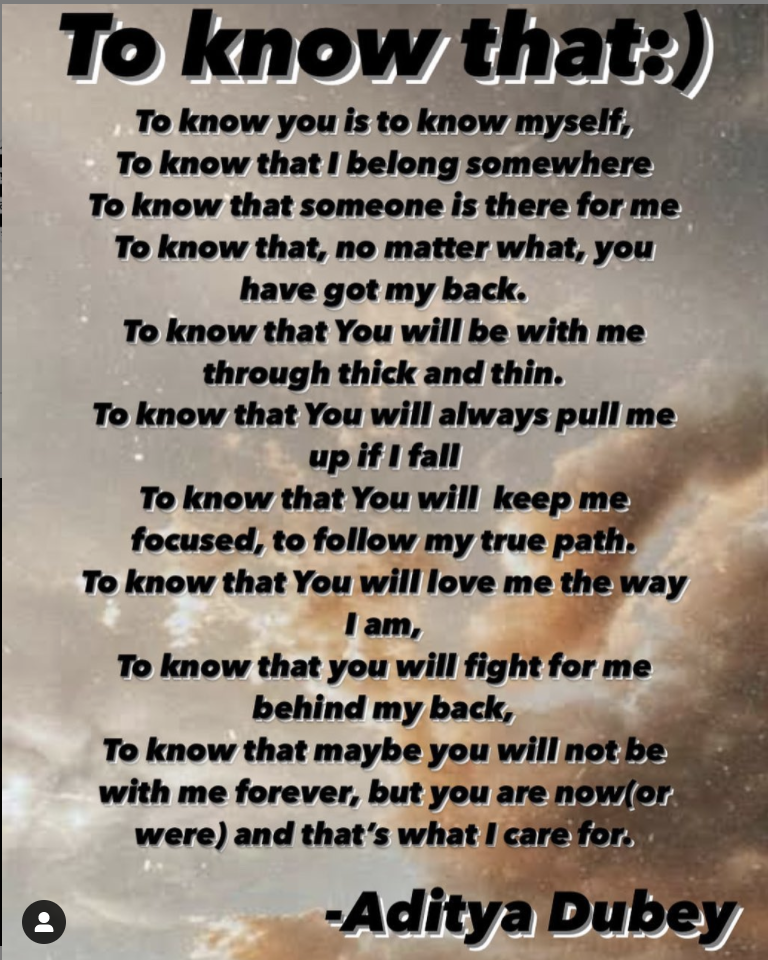 To know that:)
To know you is to know myself,
To know that I belong somewhere
To know that someone is there for me
To know that, no matter what, you
have got my back.
To know that You will be with me
through thick and thin.
To know that You will always pull me
up if I fall
To know that You will  keep me
focused, to follow my true path.
To know that You will love me the way
I am,
To know that you will fight for me
behind my back,
To know that maybe you will not be
with me forever, but you are now(or
were) and that's what I care for.
-Aditya Dubey